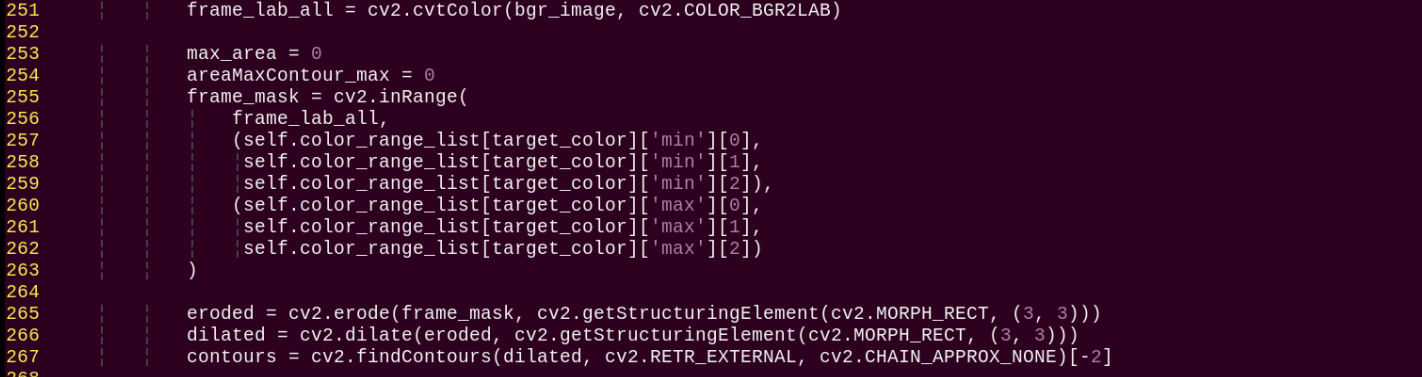 251 frame_lab_all = cv2.cvtColor(bgr_image, cv2.COLOR_BGR2LAB)
252
253 max_area = 0
254 areaMaxContour_max = 0
255 frame_mask = cv2.inRange(
256 frame_lab_all,
257 (self.color_range_list[target_color]['min'][0],
258 self.color_range_list[target_color]['min'][1],
259 self.color_range_list[target_color]['min'][2]),
260 (self.color_range_list[target_color]['max'][0],
261 self.color_range_list[target_color]['max'][1],
262 self.color_range_list[target_color]['max'][2])
263 )
264
265 eroded = cv2.erode(frame_mask, cv2.getStructuringElement(cv2.MORPH_RECT, (3, 3)))
266 dilated = cv2.dilate(eroded, cv2.getStructuringElement(cv2.MORPH_RECT, (3, 3)))
267 contours = cv2.findContours(dilated, cv2.RETR_EXTERNAL, cv2.CHAIN_APPROX_NONE)[-2]
268